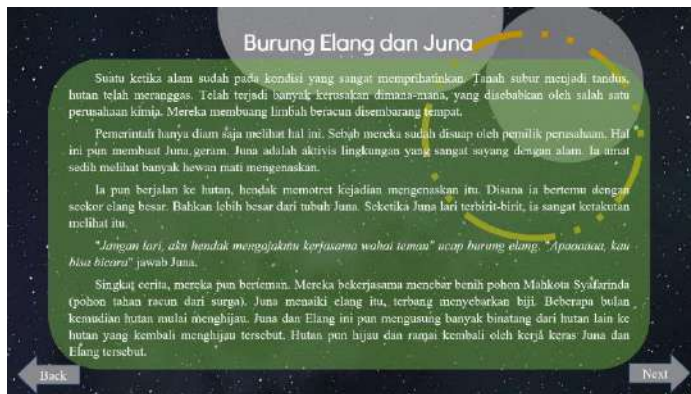 Burung Elang dan Juna
Suatu ketika alam sudah pada kondisi yang sangat memprihatinkan. Tanah subur menjadi tandus,
hutan telah meranggas. Telah terjadi banyak kerusakan dimana-mana, yang disebabkan oleh salah satu
perusahaan kimia. Mereka membuang limbah beracun disembarang tempat.
Pemerintah hanya diam saja melihat hal ini. Sebab mereka sudah disuap oleh pemilik perusahaan. Hal
ini pun membuat Juna geram. Juna adalah aktivis lingkungan yang sangat sayang dengan alam. Ia amat
sedih melihat banyak hewan mati mengenaskan.
Ia pun berjalan ke hutan, hendak memotret kejadian mengenaskan itu. Disana ia bertemu dengan
seekor elang besar. Bahkan lebih besar dari tubuh Juna. Seketika Juna lari terbirit-birit, ia sangat ketakutan
melihat itu.
"Jangan lari, aku hendak mengajakmu kerjasama wahai teman" ucap burung elang. "Apaaaaaa, kau
bisa bicara" jawab Juna.
Singkat cerita, mereka pun berteman. Mereka bekerjasama menebar benih pohon Mahkota Syafarinda
(pohon tahan racun dari surga). Juna menaiki elang itu, terbang menyebarkan biji. Beberapa bulan
kemudian hutan mulai menghijau. Juna dan Elang ini pun mengusung banyak binatang dari hutan lain ke
hutan yang kembali menghijau tersebut. Hutan pun hijau dan ramai kembali oleh kerja keras Juna dan
Elang tersebut.
Back
Next